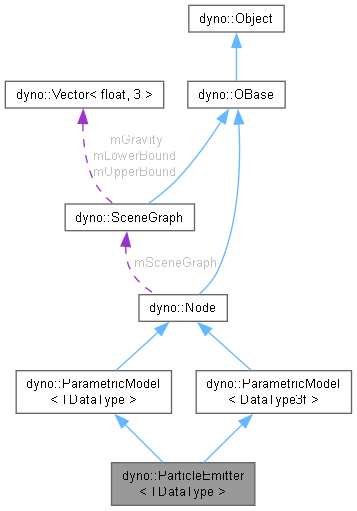 dyno::Object
dyno::Vector< float, 3 >
dyno::OBase
mGravity
mLowerBound
mUpperBound
dyno::SceneGraph
mSceneGraph
dyno::Node
dyno::ParametricModel
< TDataType >
dyno::ParametricModel
< DataType3f >
dyno::ParticleEmitter
< TDataType >